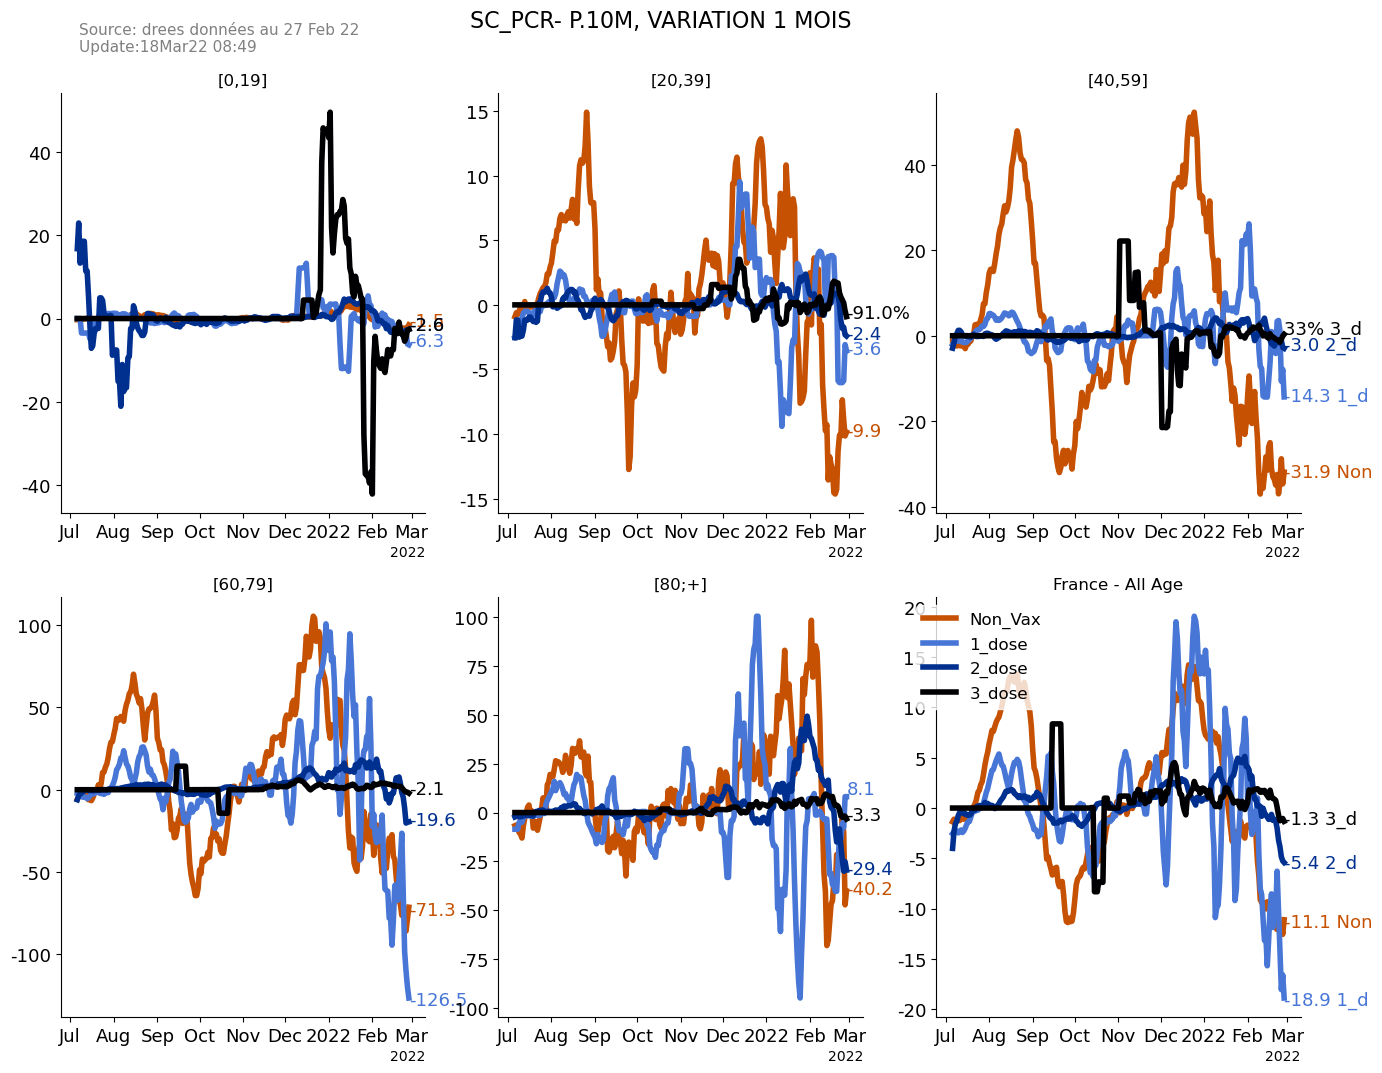 SC_PCR- P.10M, VARIATION 1 MOIS
Source: drees données au 27 Feb 22
Update:18Mar22 08:49
[0,19]
40
20
0
-20
-40
-2.6
-6.3
Jul Aug Sep Oct Nov Dec 2022 Feb Mar
2022
[20,39]
15
10
5
0
-5
-10
-15
-91.0%
-2.4
-3.6
-9.9
Jul Aug Sep Oct Nov Dec 2022 Feb Mar
2022
[40,59]
40
20
0
-20
-40
33% 3_d
-3.0 2_d
-14.3 1_d
-31.9 Non
Jul Aug Sep Oct Nov Dec 2022 Feb Mar
2022
[60,79]
100
50
0
-50
-100
-2.1
-19.6
-71.3
-126.5
Jul Aug Sep Oct Nov Dec 2022 Feb Mar
2022
[80;+]
100
75
50
25
0
-25
-50
-75
-100
8.1
-3.3
-29.4
-40.2
Jul Aug Sep Oct Nov Dec 2022 Feb Mar
2022
France - All Age
20
15
10
5
0
-5
-10
-15
-20
Non_Vax
1_dose
2_dose
3_dose
-1.3 3_d
-5.4 2_d
-11.1 Non
-18.9 1_d
Jul Aug Sep Oct Nov Dec 2022 Feb Mar
2022